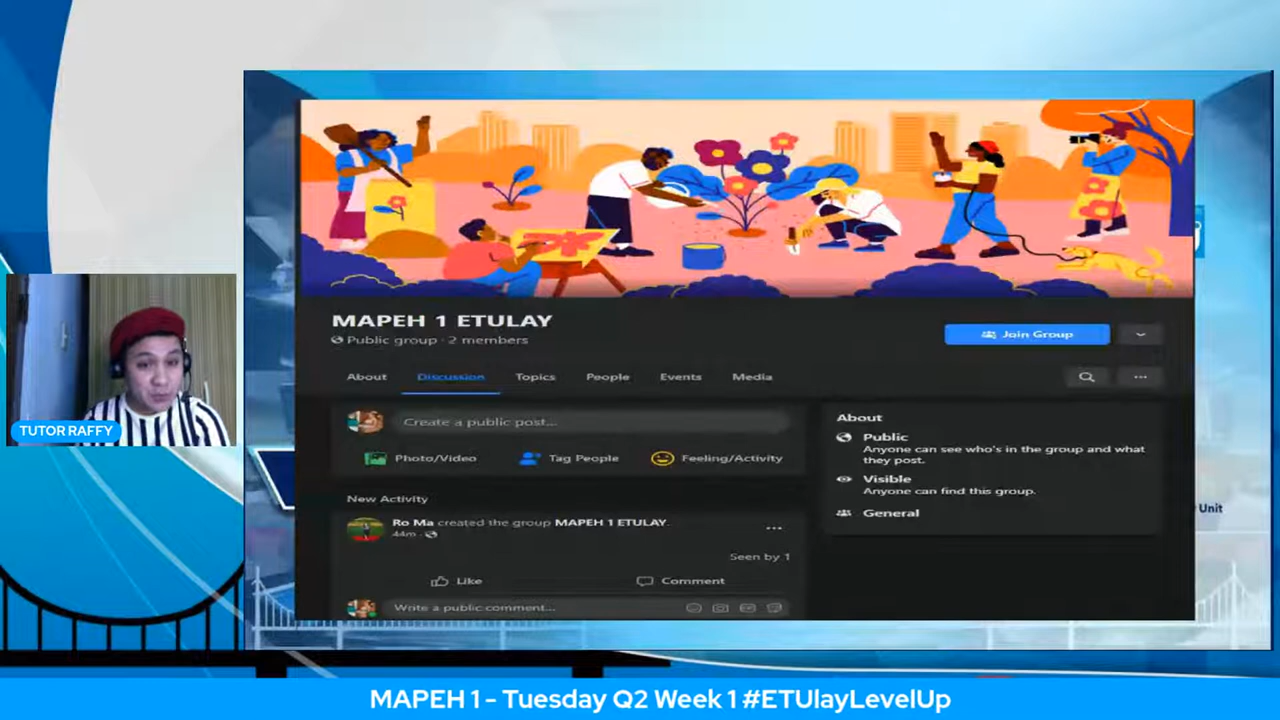 MAPEH 1 ETULAY
Public group · 2 members
Join Group
About Discussion Topics People Events Media
Create a public post...
Photo/Video Tag People Feeling/Activity
New Activity
Ro Ma created the group MAPEH 1 ETULAY.
44m ·
Seen by 1
Like Comment
Write a public comment...
About
Public
Anyone can see who's in the group and what
they post.
Visible
Anyone can find this group.
General
Unit
TUTOR RAFFY
MAPEH 1 - Tuesday Q2 Week 1 #ETUlayLevelUp